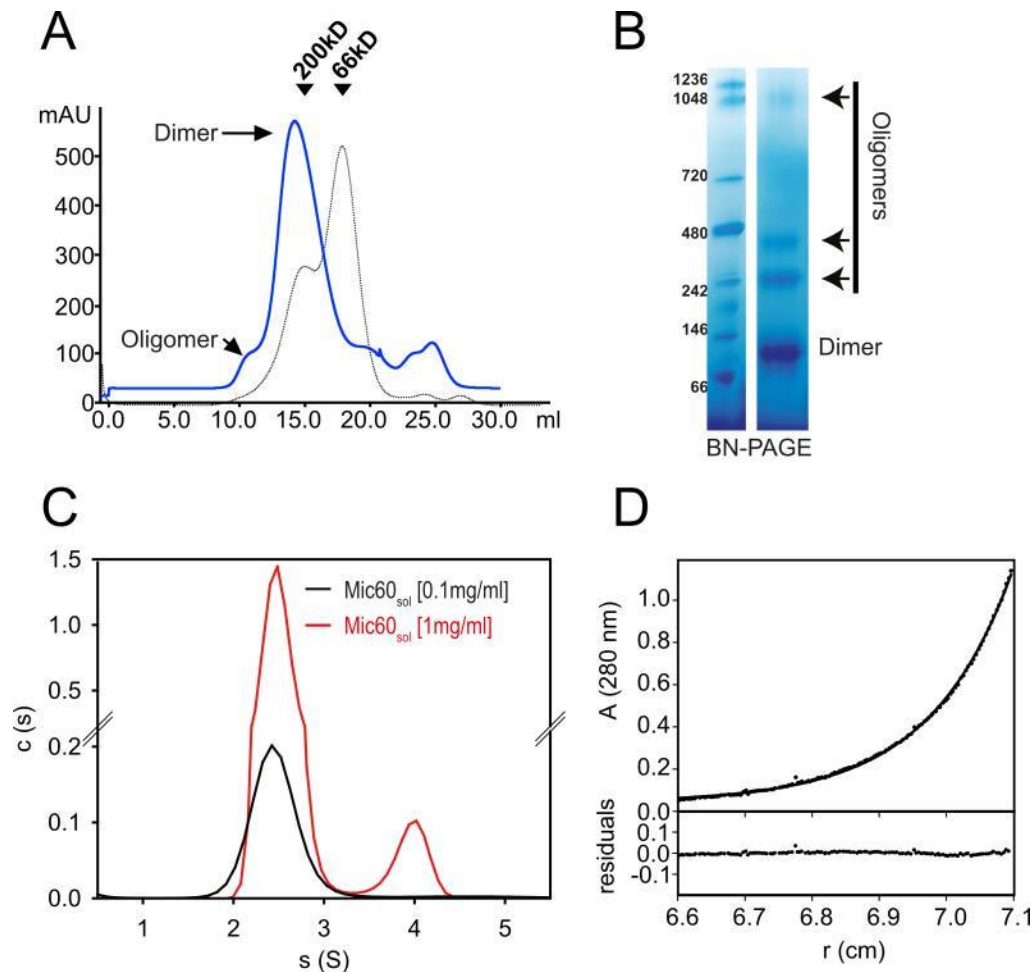 A
200kD
66kD
mAU
Dimer
500
400
300
200
Oligomer
100
0
0.0
5.0
10.0
15.0
20.0
25.0
30.0
ml
B
1236
1048
720
480
242
146
66
Oligomers
Dimer
BN-PAGE
C
1.5
1.0
0.5
0.2
0.1
0.0
c (s)
Mic60sol [0.1mg/ml]
Mic60sol [1mg/ml]
1
2
3
4
5
s (S)
D
A (280 nm)
1.0
0.8
0.6
0.4
0.2
0.0
residuals
0.1
0.0
-0.1
6.6
6.7
6.8
6.9
7.0
7.1
r (cm)